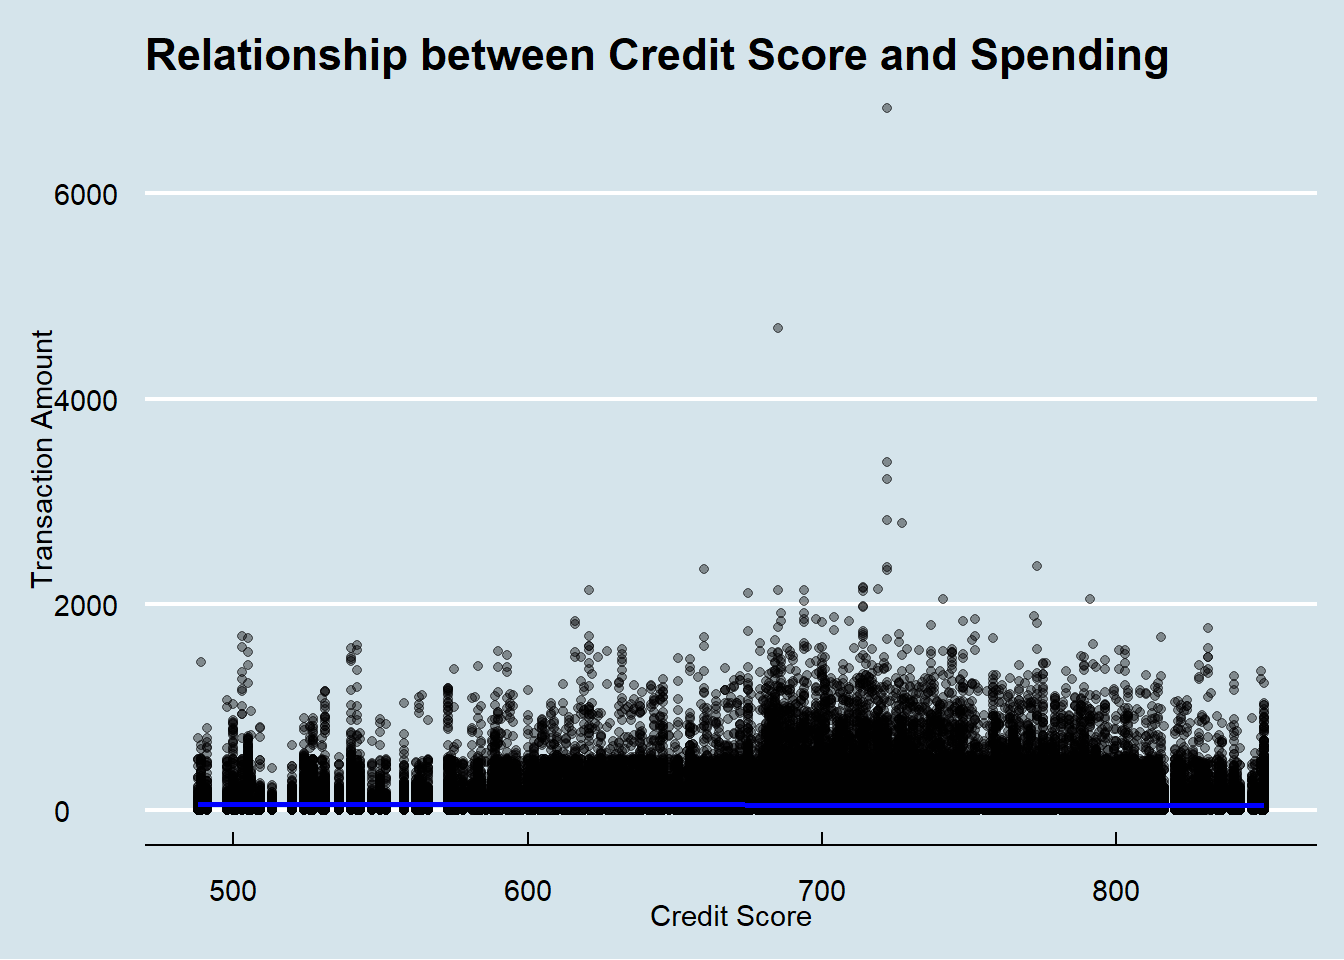 Relationship between Credit Score and Spending
Transaction Amount
6000
4000
2000
0
500 600 700 800
Credit Score